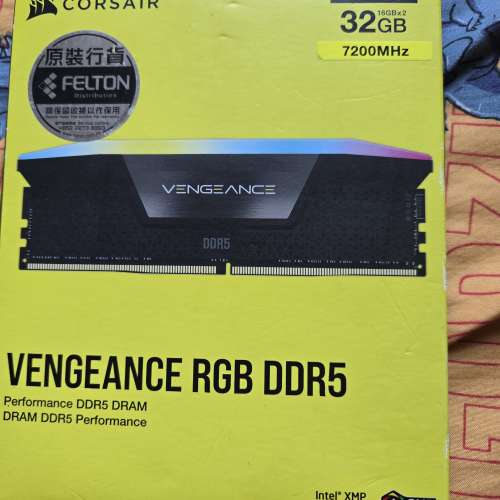 CORSAIR
16GBx2
32GB
7200MHz
原裝行貨
FELTON
Distribution
VENGEANCE
DDR5
VENGEANCE RGB DDR5
Performance DDR5 DRAM
DRAM DDR5 Performance
Intel® XMP